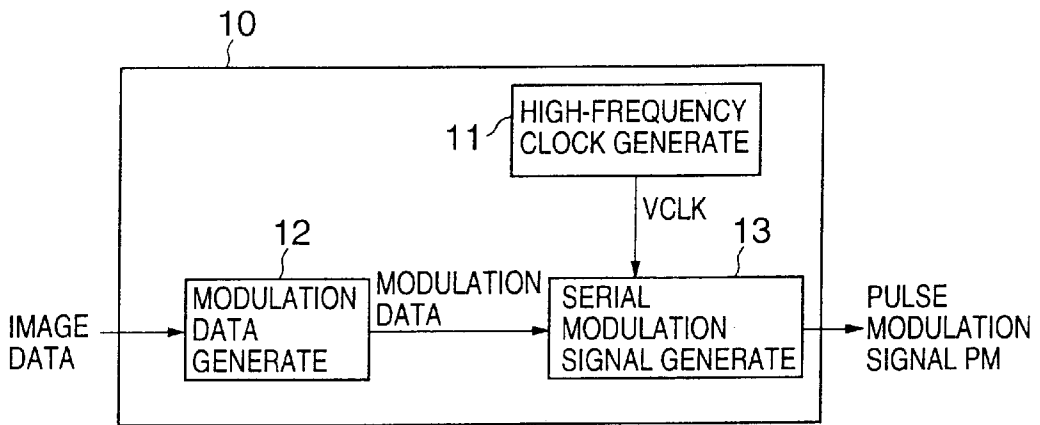 10
11
HIGH-FREQUENCY
CLOCK GENERATE
VCLK
12
13
IMAGE
DATA
MODULATION
DATA
GENERATE
MODULATION
DATA
SERIAL
MODULATION
SIGNAL GENERATE
PULSE
MODULATION
SIGNAL PM